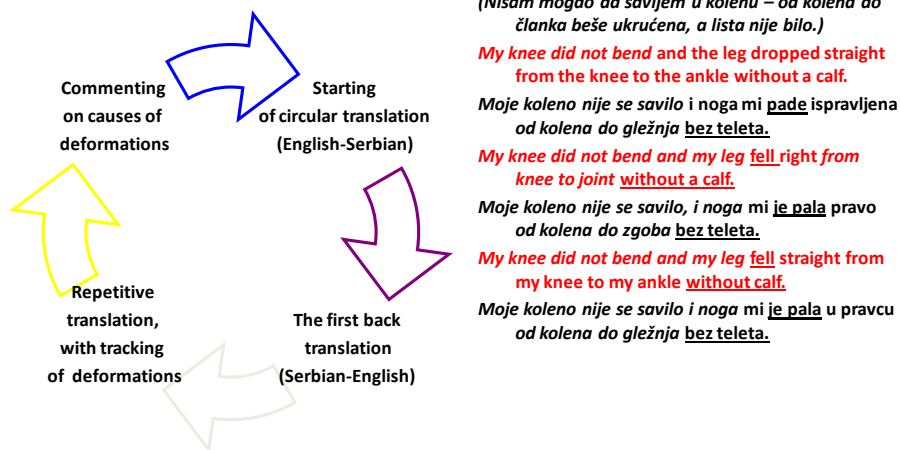 Commenting
on causes of
deformations
Starting
of circular translation
(English-Serbian)
The first back
translation
(Serbian-English)
Repetitive
translation,
with tracking
of deformations
(Nisam mogao da savijem u kolenu – od kolena do
članka beše ukrućena, a lista nije bilo.)
My knee did not bend and the leg dropped straight
from the knee to the ankle without a calf.
Moje koleno nije se savilo i noga mi pade ispravljena
od kolena do gležnja bez teleta.
My knee did not bend and my leg fell right from
knee to joint without a calf.
Moje koleno nije se savilo, i noga mi je pala pravo
od kolena do zgoba bez teleta.
My knee did not bend and my leg fell straight from
my knee to my ankle without calf.
Moje koleno nije se savilo i noga mi je pala u pravcu
od kolena do gležnja bez teleta.